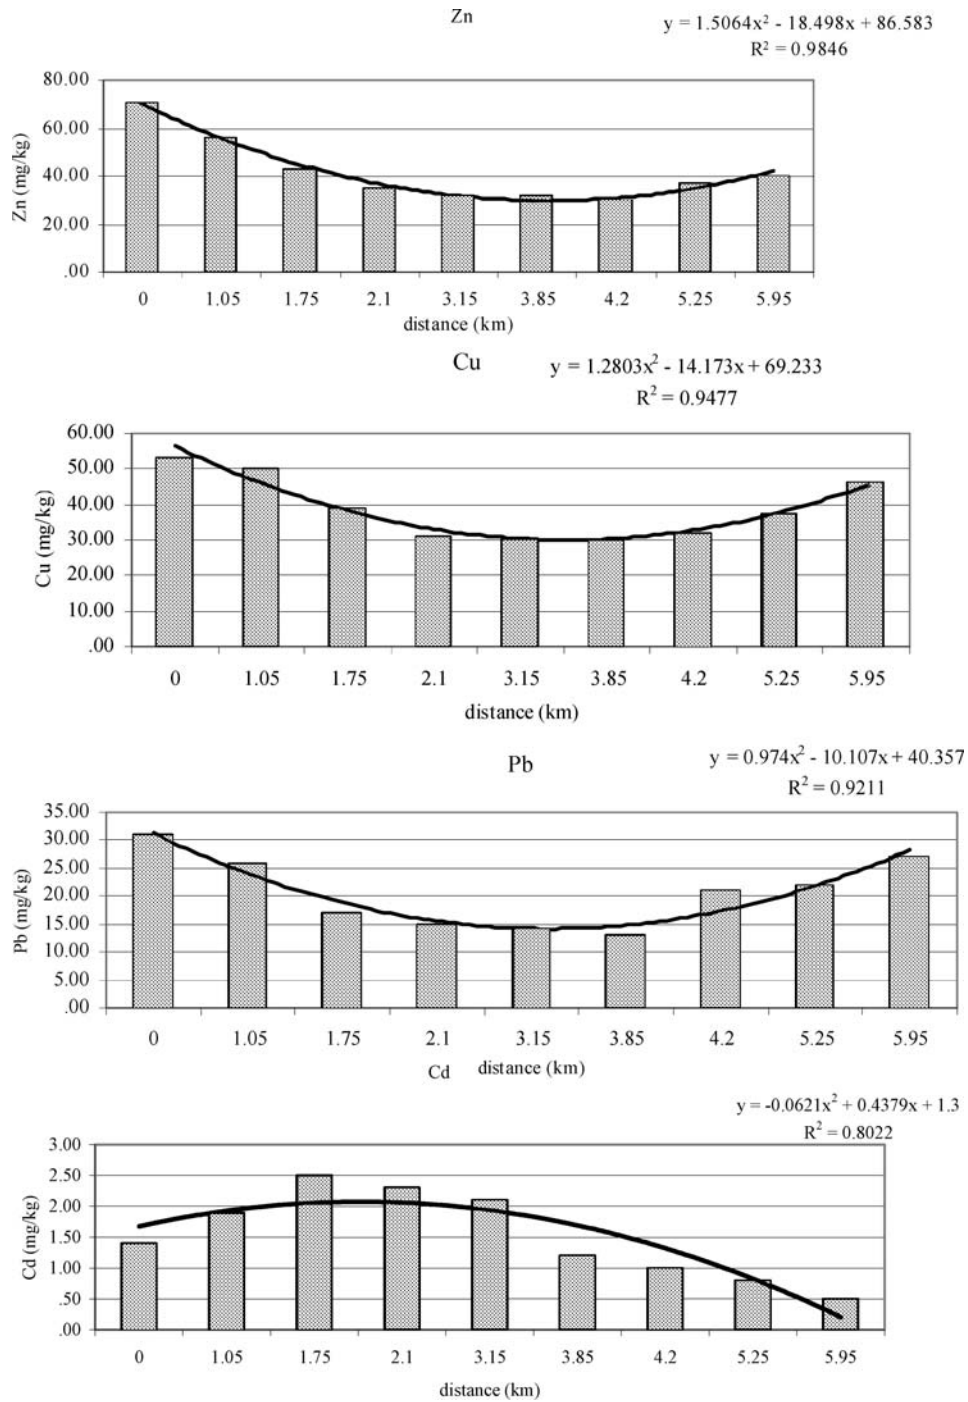 Zn
y = 1.5064x² - 18.498x + 86.583
R² = 0.9846
80.00
60.00
40.00
20.00
.00
Zn (mg/kg)
0 1.05 1.75 2.1 3.15 3.85 4.2 5.25 5.95
distance (km)
Cu
y = 1.2803x² - 14.173x + 69.233
R² = 0.9477
60.00
50.00
40.00
30.00
20.00
10.00
.00
Cu (mg/kg)
0 1.05 1.75 2.1 3.15 3.85 4.2 5.25 5.95
distance (km)
Pb
y = 0.974x² - 10.107x + 40.357
R² = 0.9211
35.00
30.00
25.00
20.00
15.00
10.00
5.00
.00
Pb (mg/kg)
0 1.05 1.75 2.1 3.15 3.85 4.2 5.25 5.95
distance (km)
Cd
y = -0.0621x² + 0.4379x + 1.3
R² = 0.8022
3.00
2.50
2.00
1.50
1.00
.50
.00
Cd (mg/kg)
0 1.05 1.75 2.1 3.15 3.85 4.2 5.25 5.95
distance (km)